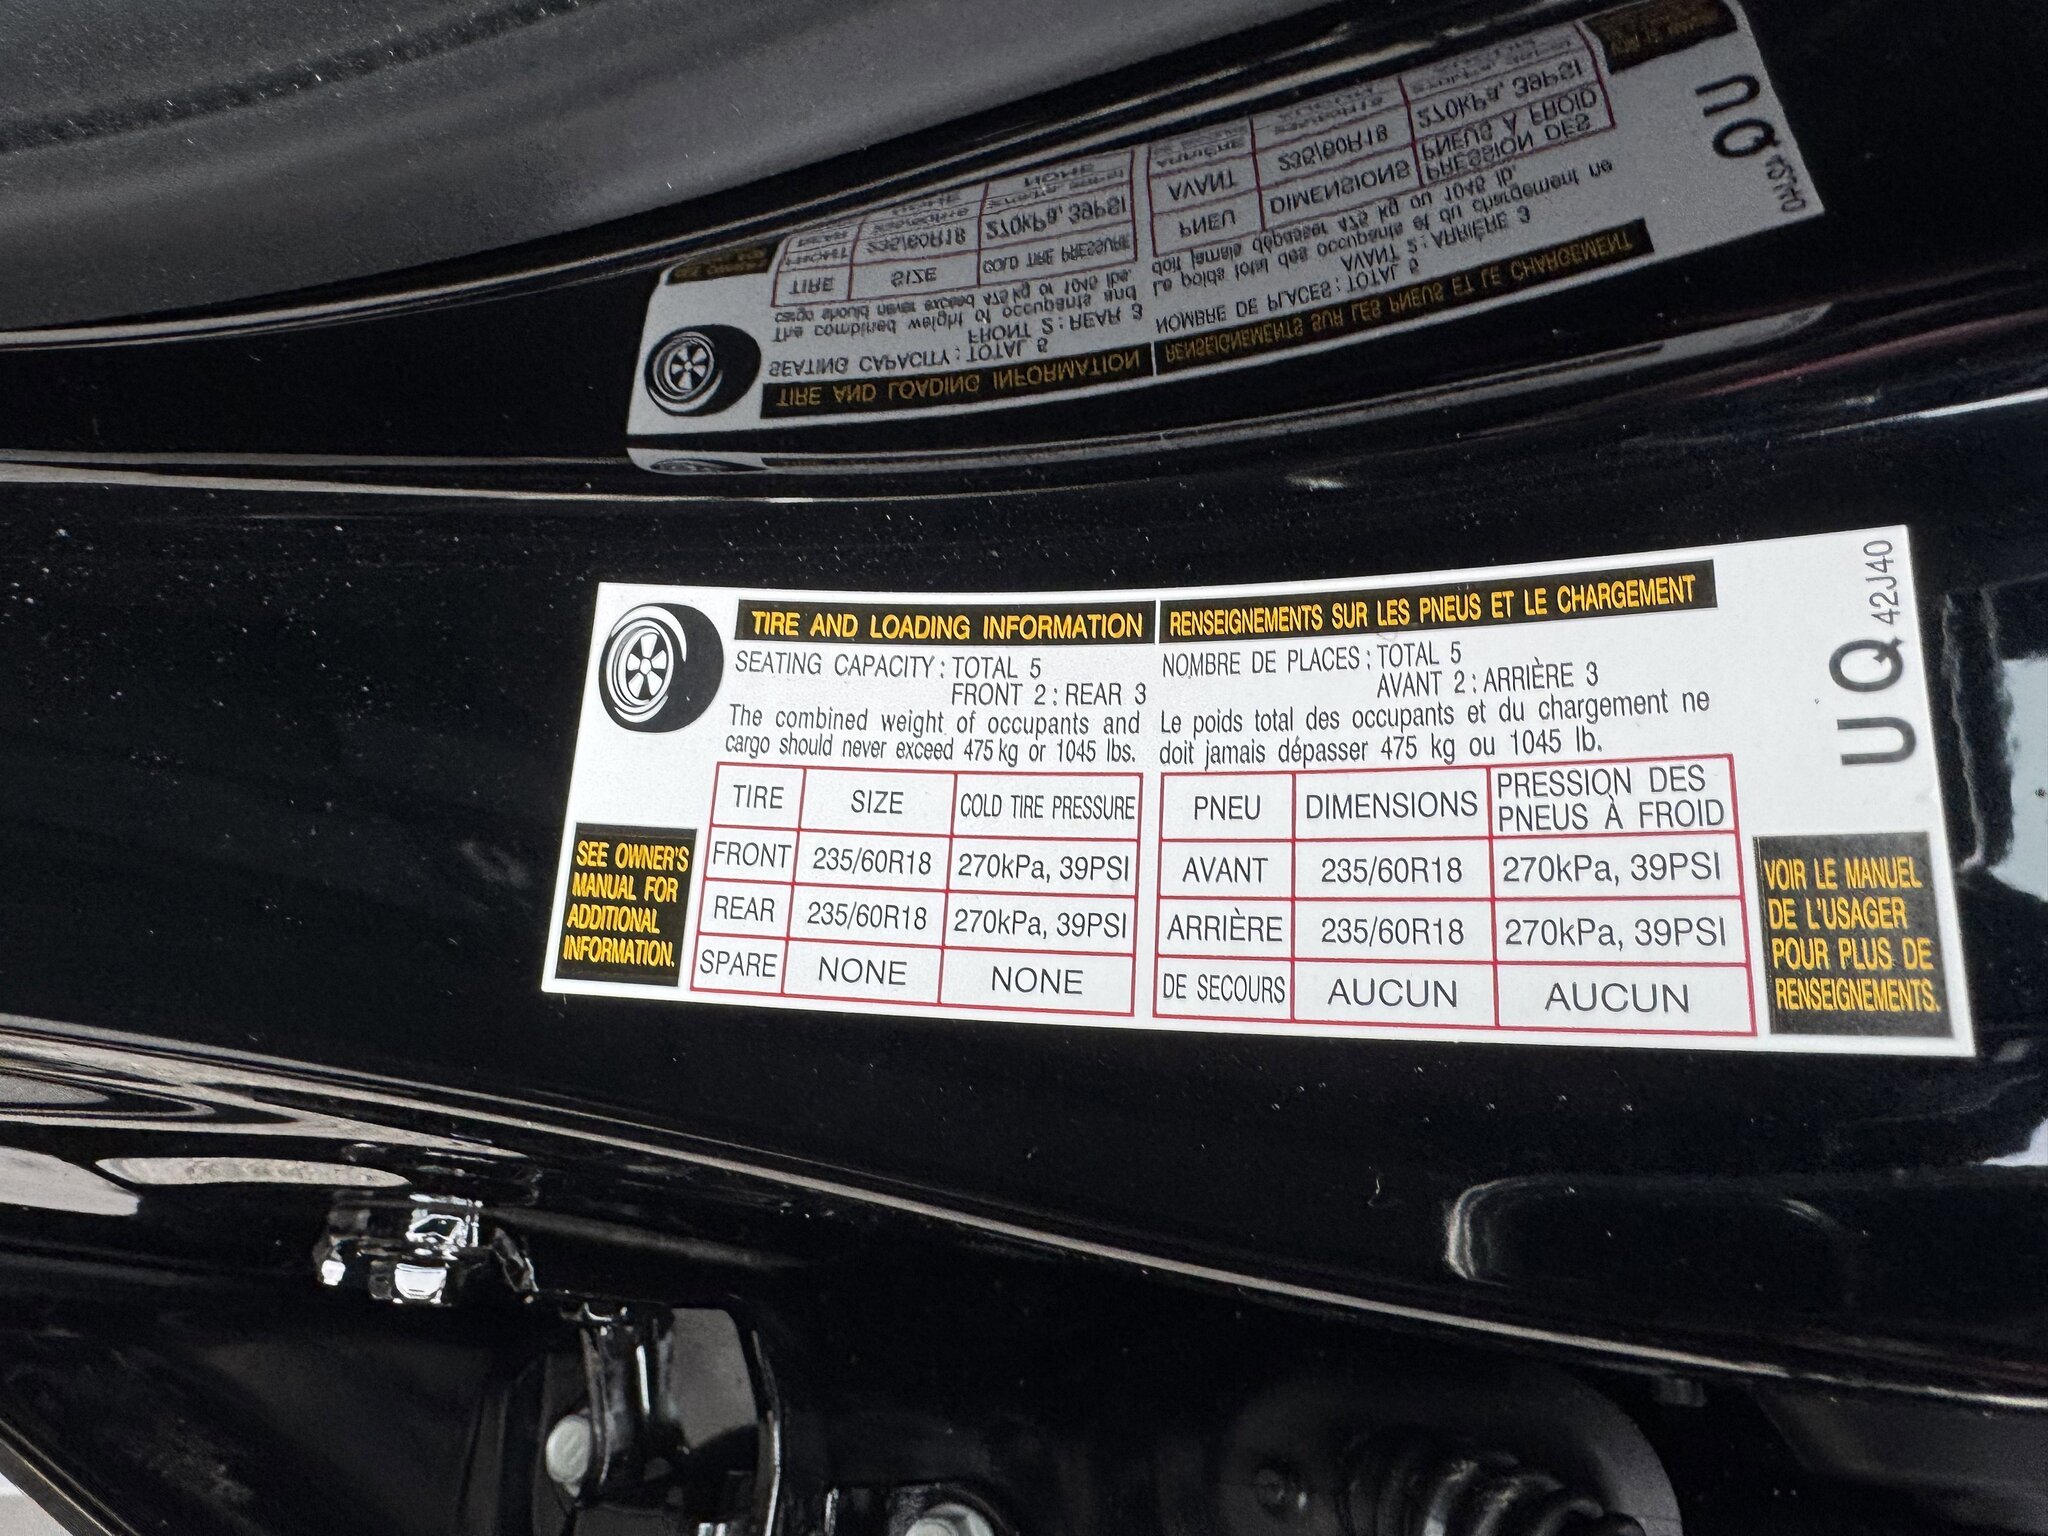 TIRE AND LOADING INFORMATION
SEATING CAPACITY : TOTAL 5
FRONT 2 : REAR 3
The combined weight of occupants and
cargo should never exceed 475 kg or 1045 lbs.
TIRE SIZE COLD TIRE PRESSURE
FRONT 235/60R18 270kPa, 39PSI
REAR 235/60R18 270kPa, 39PSI
SPARE NONE NONE
SEE OWNER'S
MANUAL FOR
ADDITIONAL
INFORMATION.
RENSEIGNEMENTS SUR LES PNEUS ET LE CHARGEMENT
NOMBRE DE PLACES : TOTAL 5
AVANT 2 : ARRIÈRE 3
Le poids total des occupants et du chargement ne
doit jamais dépasser 475 kg ou 1045 lb.
PNEU DIMENSIONS PRESSION DES
PNEUS À FROID
AVANT 235/60R18 270kPa, 39PSI
ARRIÈRE 235/60R18 270kPa, 39PSI
DE SECOURS AUCUN AUCUN
VOIR LE MANUEL
DE L'USAGER
POUR PLUS DE
RENSEIGNEMENTS.
UQ 42J40